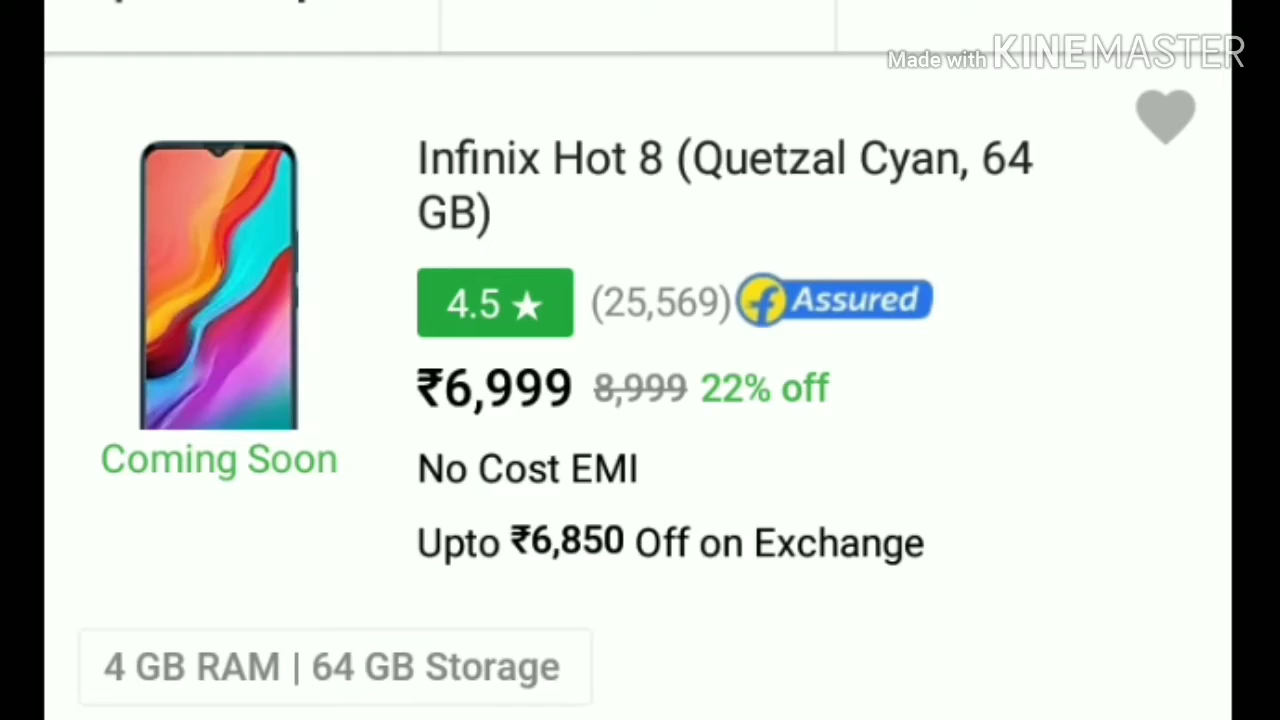 Made with KINEMASTER
Infinix Hot 8 (Quetzal Cyan, 64
GB)
4.5 ★ (25,569) f Assured
₹6,999 8,999 22% off
Coming Soon
No Cost EMI
Upto ₹6,850 Off on Exchange
4 GB RAM | 64 GB Storage